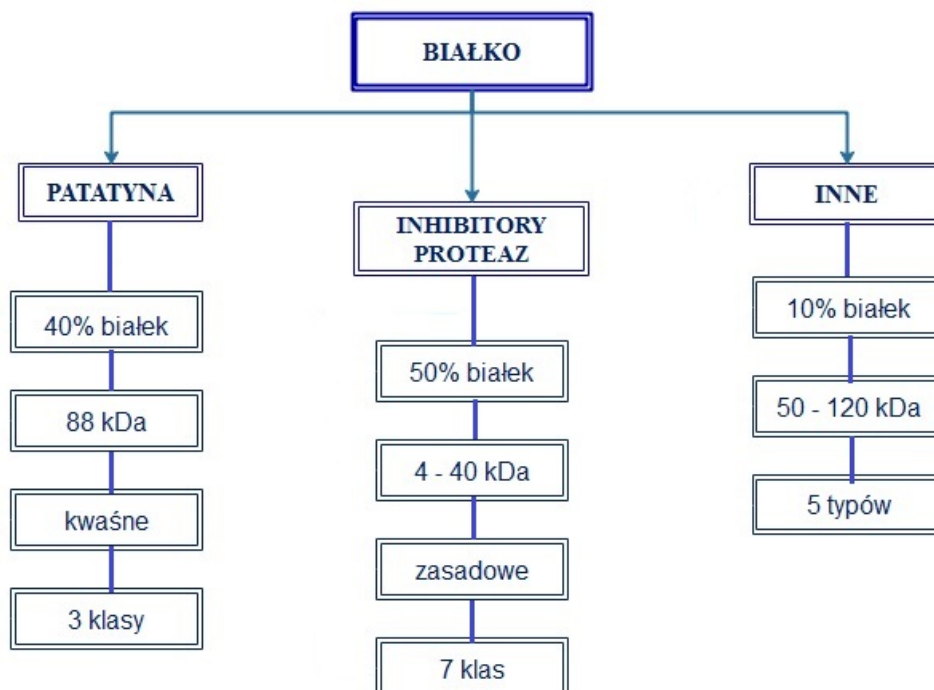 BIAŁKO
PATATYNA
40% białek
88 kDa
kwaśne
3 klasy
INHIBITORY
PROTEAZ
50% białek
4 - 40 kDa
zasadowe
7 klas
INNE
10% białek
50 - 120 kDa
5 typów